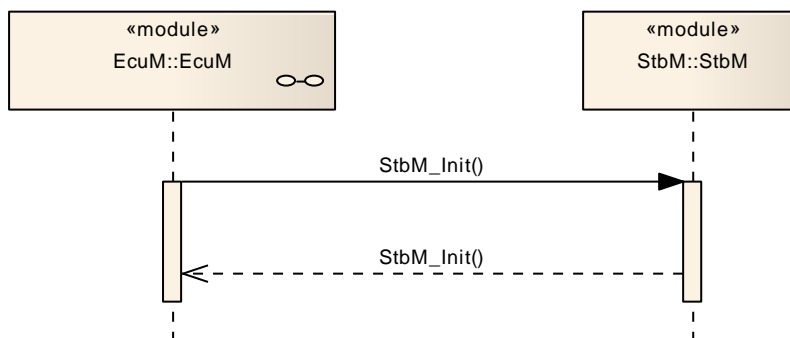 «module»
EcuM::EcuM
«module»
StbM::StbM
StbM_Init()
StbM_Init()